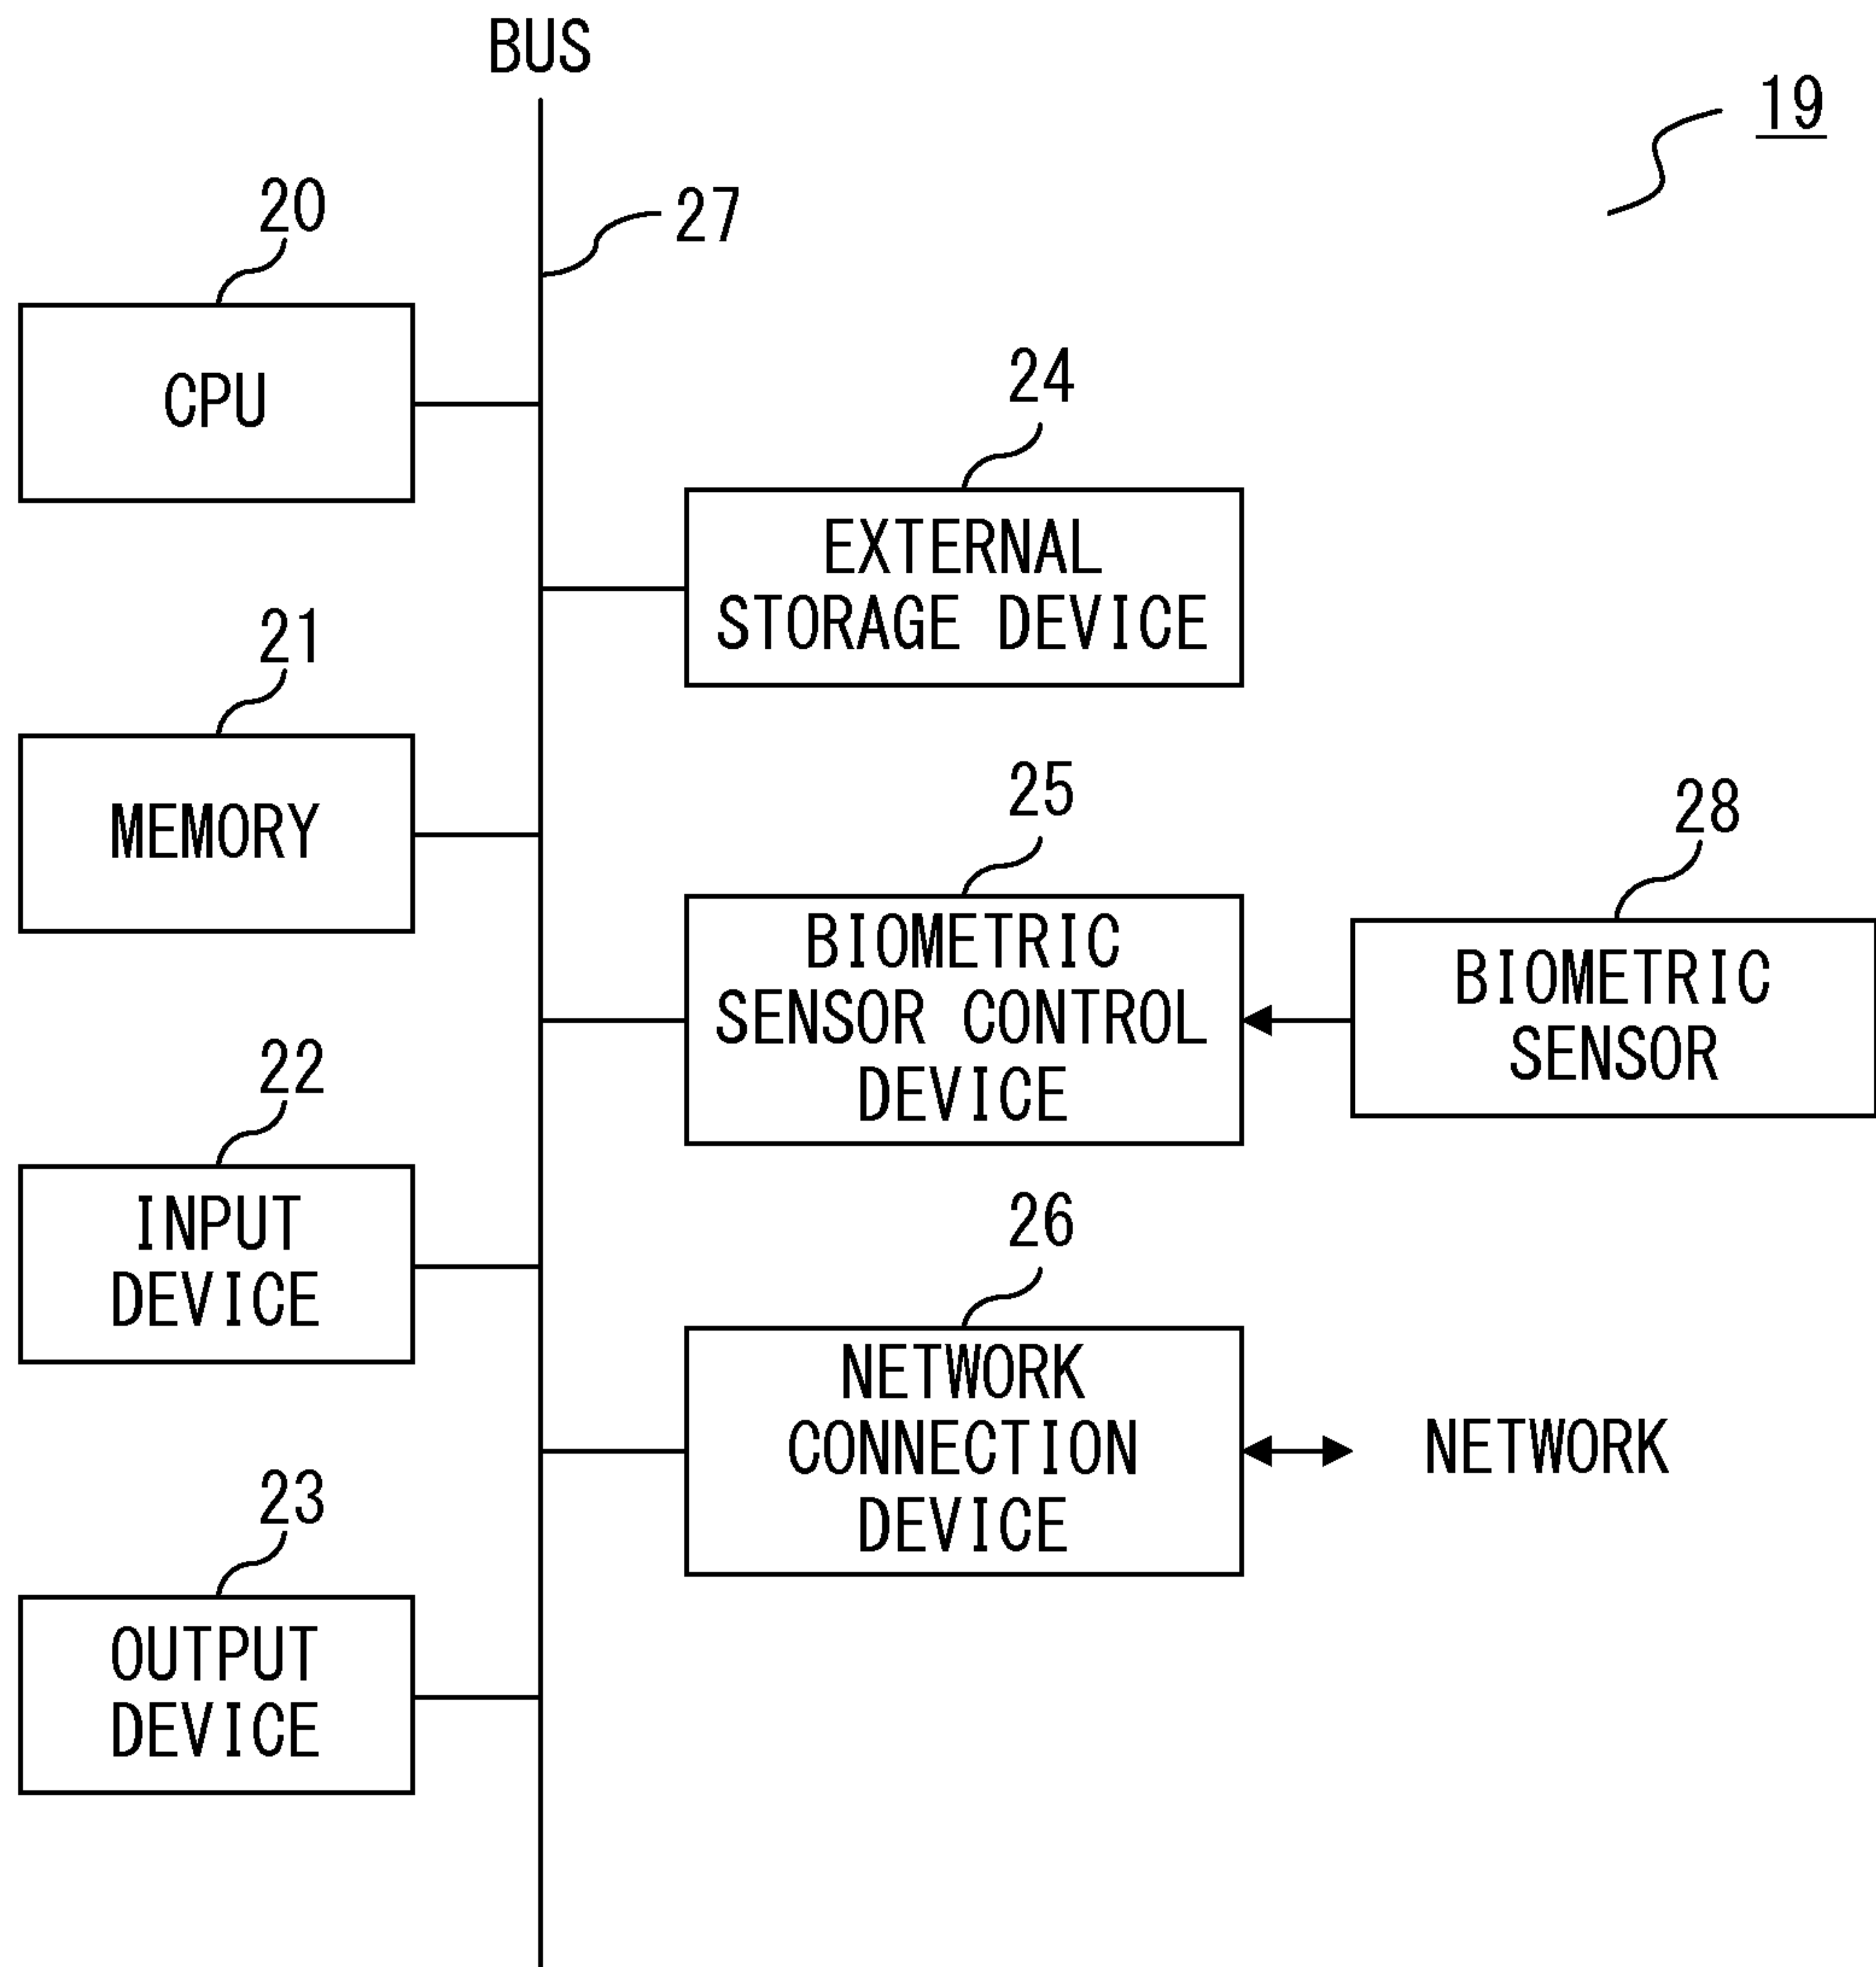 BUS
19
20
27
CPU
24
EXTERNAL
STORAGE DEVICE
21
MEMORY
25
28
BIOMETRIC
SENSOR CONTROL
DEVICE
BIOMETRIC
SENSOR
22
INPUT
DEVICE
26
NETWORK
CONNECTION
DEVICE
NETWORK
23
OUTPUT
DEVICE